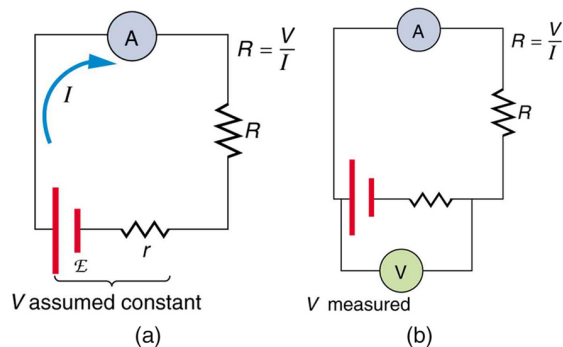 A
R = V/I
I
R
r
ℰ
V assumed constant
(a)
A
R = V/I
R
V
V measured
(b)